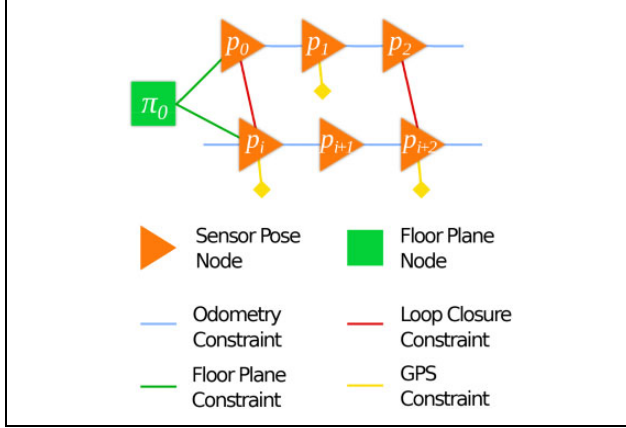 p0 p1 p2
π0
pi pi+1 pi+2
Sensor Pose Node
Floor Plane Node
Odometry Constraint
Loop Closure Constraint
Floor Plane Constraint
GPS Constraint